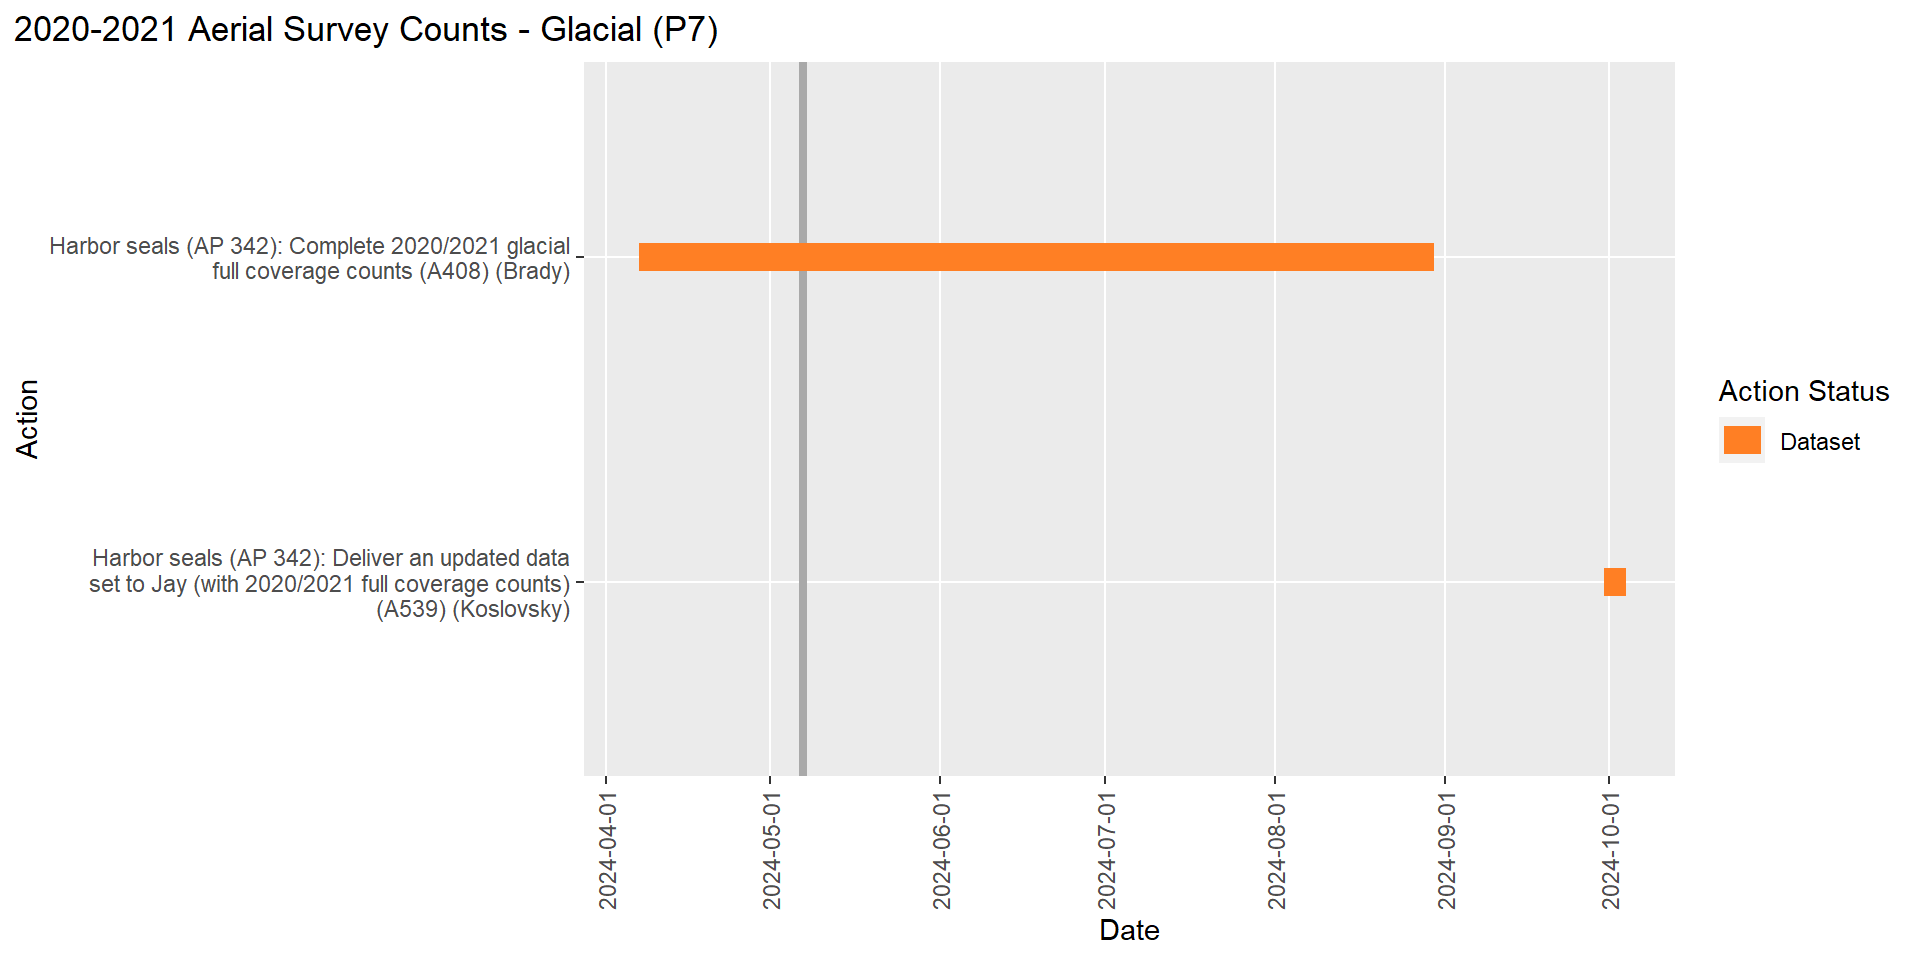 2020-2021 Aerial Survey Counts - Glacial (P7)
Harbor seals (AP 342): Complete 2020/2021 glacial
full coverage counts (A408) (Brady)
Action
Harbor seals (AP 342): Deliver an updated data
set to Jay (with 2020/2021 full coverage counts)
(A539) (Koslovsky)
2024-04-01
2024-05-01
2024-06-01
2024-07-01
2024-08-01
2024-09-01
2024-10-01
Date
Action Status
Dataset